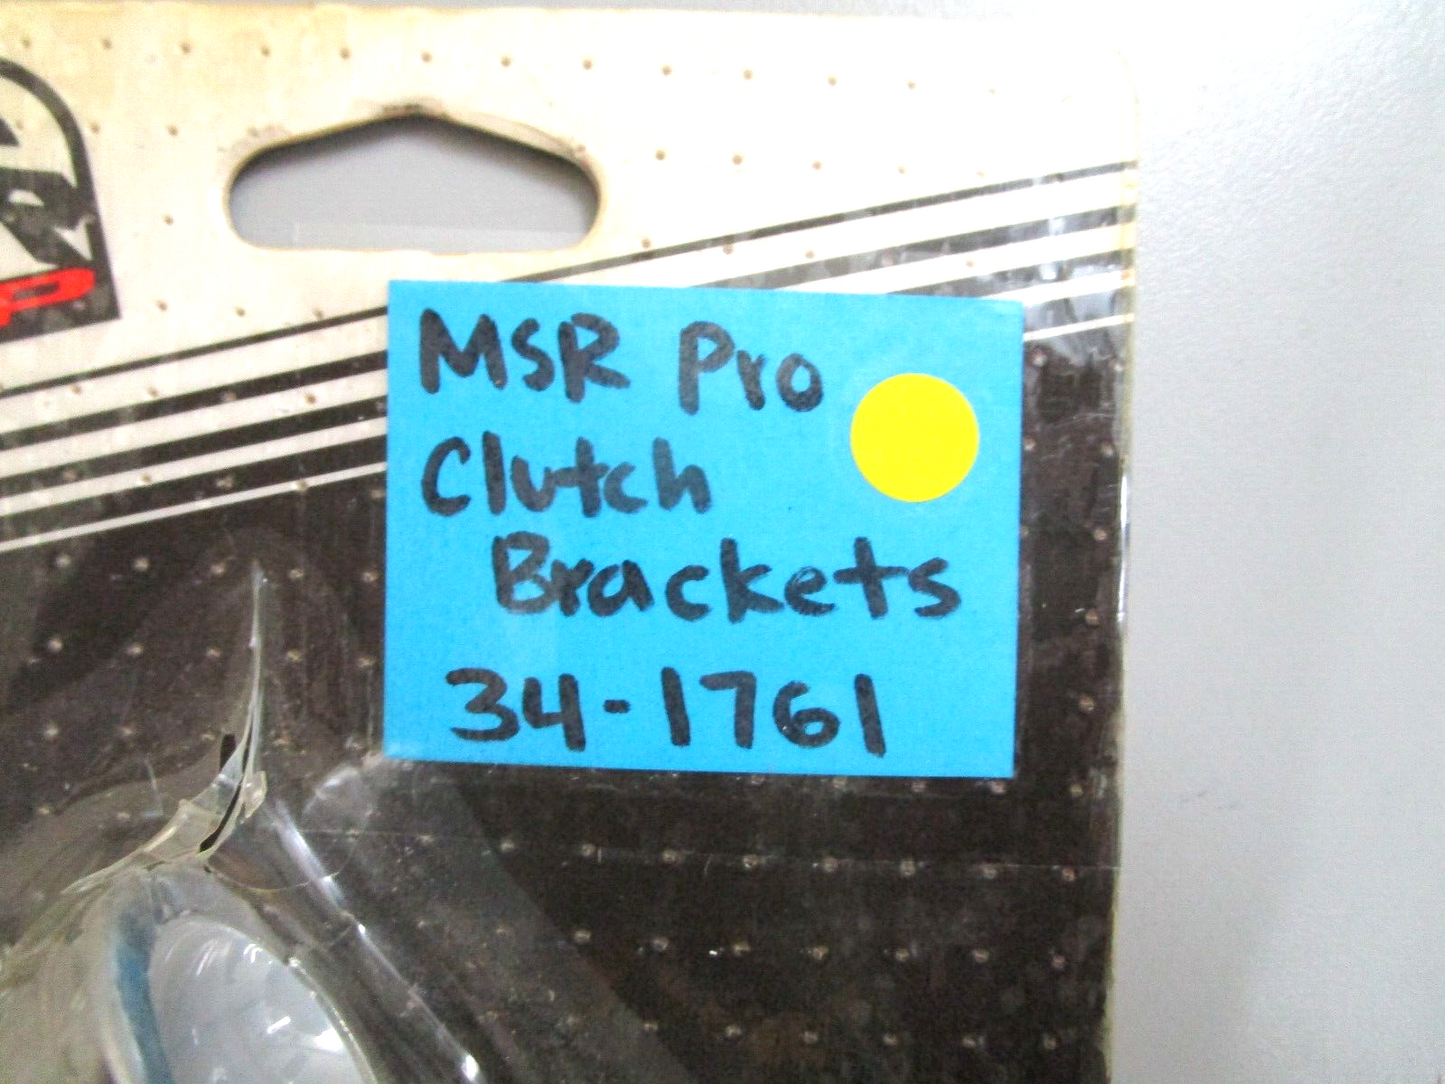 MSR Pro
Clutch
Brackets
34-1761